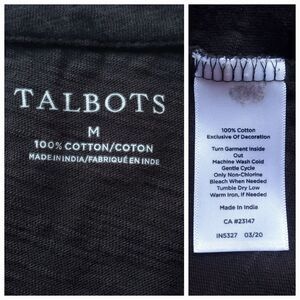 TALBOTS
M
100% COTTON/COTON
MADE IN INDIA/FABRIQUÉ EN INDE
100% Cotton
Exclusive Of Decoration
Turn Garment Inside
Out
Machine Wash Cold
Gentle Cycle
Only Non-Chlorine
Bleach When Needed
Tumble Dry Low
Warm Iron, If Needed
Made In India
CA #23147
IN5327 03/20